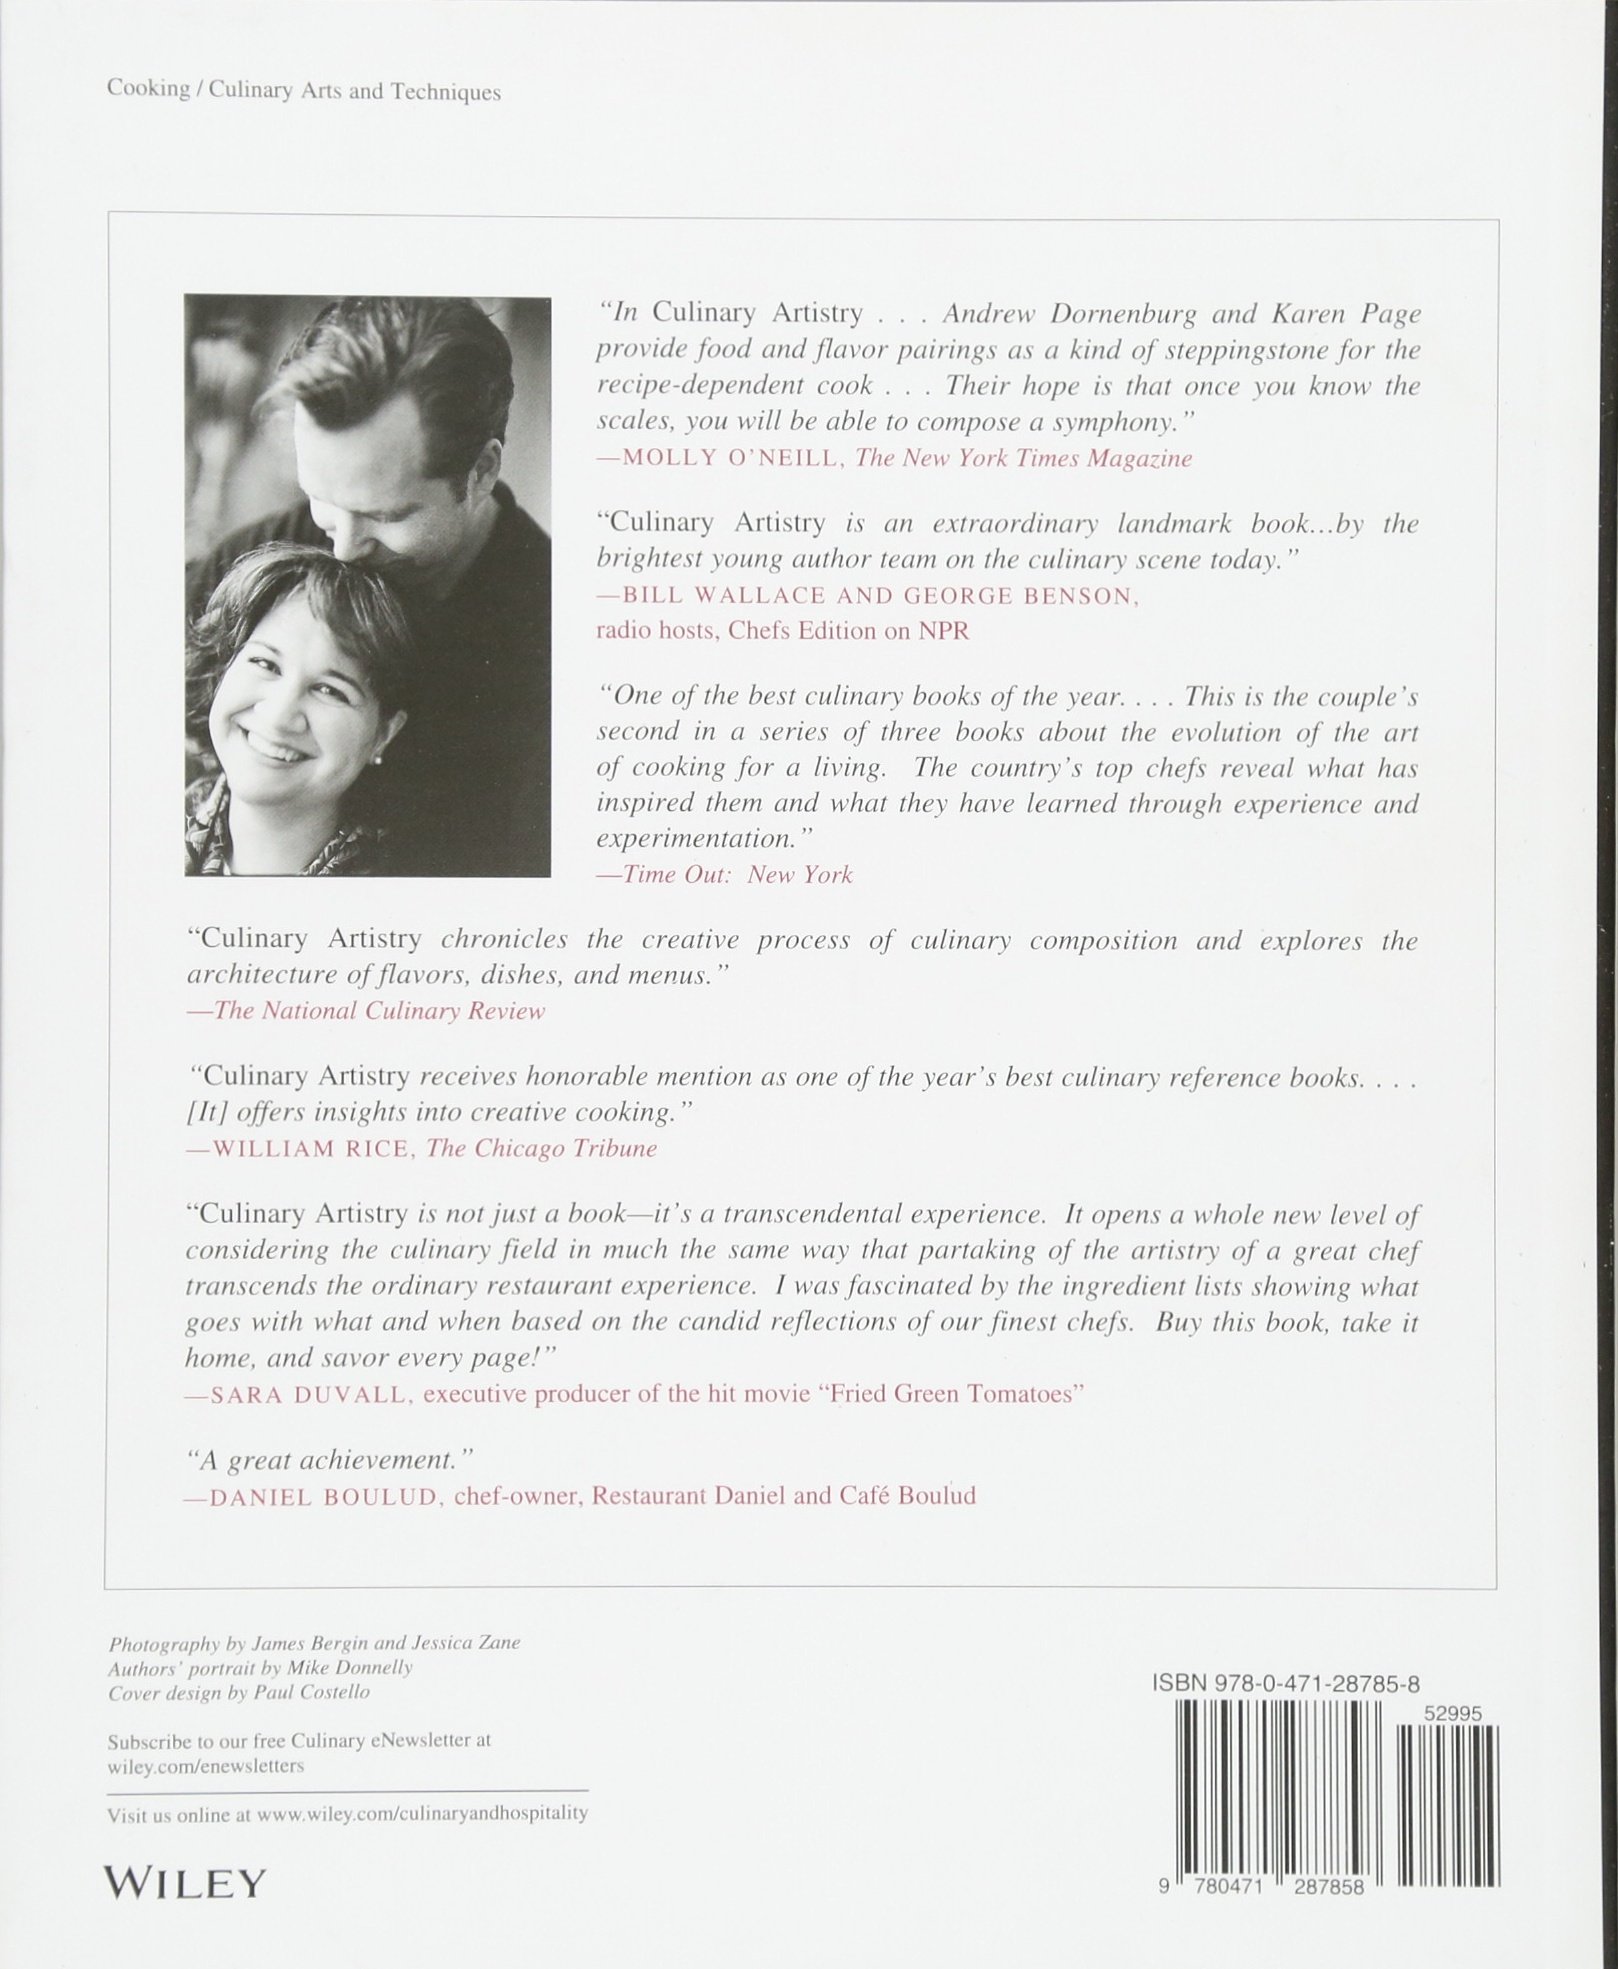 Cooking / Culinary Arts and Techniques
“In Culinary Artistry . . . Andrew Dornenburg and Karen Page
provide food and flavor pairings as a kind of steppingstone for the
recipe-dependent cook . . . Their hope is that once you know the
scales, you will be able to compose a symphony.”
—MOLLY O’NEILL, The New York Times Magazine
“Culinary Artistry is an extraordinary landmark book...by the
brightest young author team on the culinary scene today.”
—BILL WALLACE AND GEORGE BENSON,
radio hosts, Chefs Edition on NPR
“One of the best culinary books of the year. . . . This is the couple’s
second in a series of three books about the evolution of the art
of cooking for a living. The country’s top chefs reveal what has
inspired them and what they have learned through experience and
experimentation.”
—Time Out: New York
“Culinary Artistry chronicles the creative process of culinary composition and explores the
architecture of flavors, dishes, and menus.”
—The National Culinary Review
“Culinary Artistry receives honorable mention as one of the year’s best culinary reference books. . . .
[It] offers insights into creative cooking.”
—WILLIAM RICE, The Chicago Tribune
“Culinary Artistry is not just a book—it’s a transcendental experience. It opens a whole new level of
considering the culinary field in much the same way that partaking of the artistry of a great chef
transcends the ordinary restaurant experience. I was fascinated by the ingredient lists showing what
goes with what and when based on the candid reflections of our finest chefs. Buy this book, take it
home, and savor every page!”
—SARA DUVALL, executive producer of the hit movie “Fried Green Tomatoes”
“A great achievement.”
—DANIEL BOULUD, chef-owner, Restaurant Daniel and Café Boulud
Photography by James Bergin and Jessica Zane
Authors’ portrait by Mike Donnelly
Cover design by Paul Costello
Subscribe to our free Culinary eNewsletter at
wiley.com/enewsletters
Visit us online at www.wiley.com/culinaryandhospitality
WILEY
ISBN 978-0-471-28785-8
52995
9 780471 287858